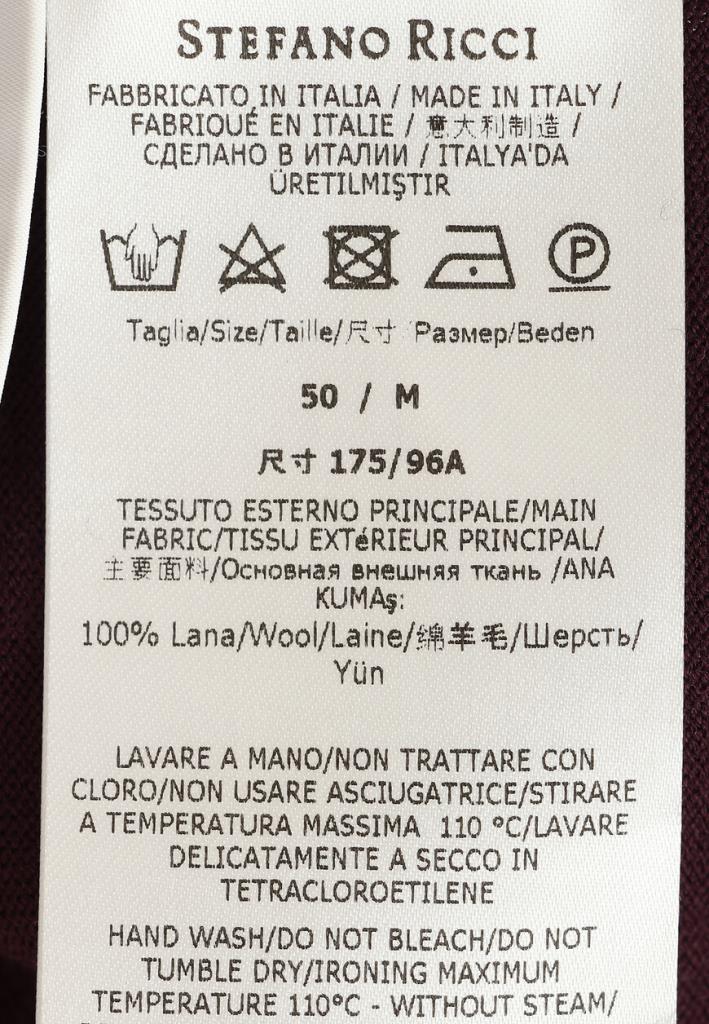 STEFANO RICCI
FABBRICATO IN ITALIA / MADE IN ITALY /
FABRIQUÉ EN ITALIE / 意大利制造 /
СДЕЛАНО В ИТАЛИИ / ITALYA'DA
ÜRETILMIŞTIR
P
Taglia/Size/Taille/尺寸 Размер/Beden
50 / M
尺寸 175/96A
TESSUTO ESTERNO PRINCIPALE/MAIN
FABRIC/TISSU EXTéRIEUR PRINCIPAL/
主要面料/Основная внешняя ткань /ANA
KUMAş:
100% Lana/Wool/Laine/绵羊毛/Шерсть/
Yün
LAVARE A MANO/NON TRATTARE CON
CLORO/NON USARE ASCIUGATRICE/STIRARE
A TEMPERATURA MASSIMA 110 °C/LAVARE
DELICATAMENTE A SECCO IN
TETRACLOROETILENE
HAND WASH/DO NOT BLEACH/DO NOT
TUMBLE DRY/IRONING MAXIMUM
TEMPERATURE 110°C - WITHOUT STEAM/